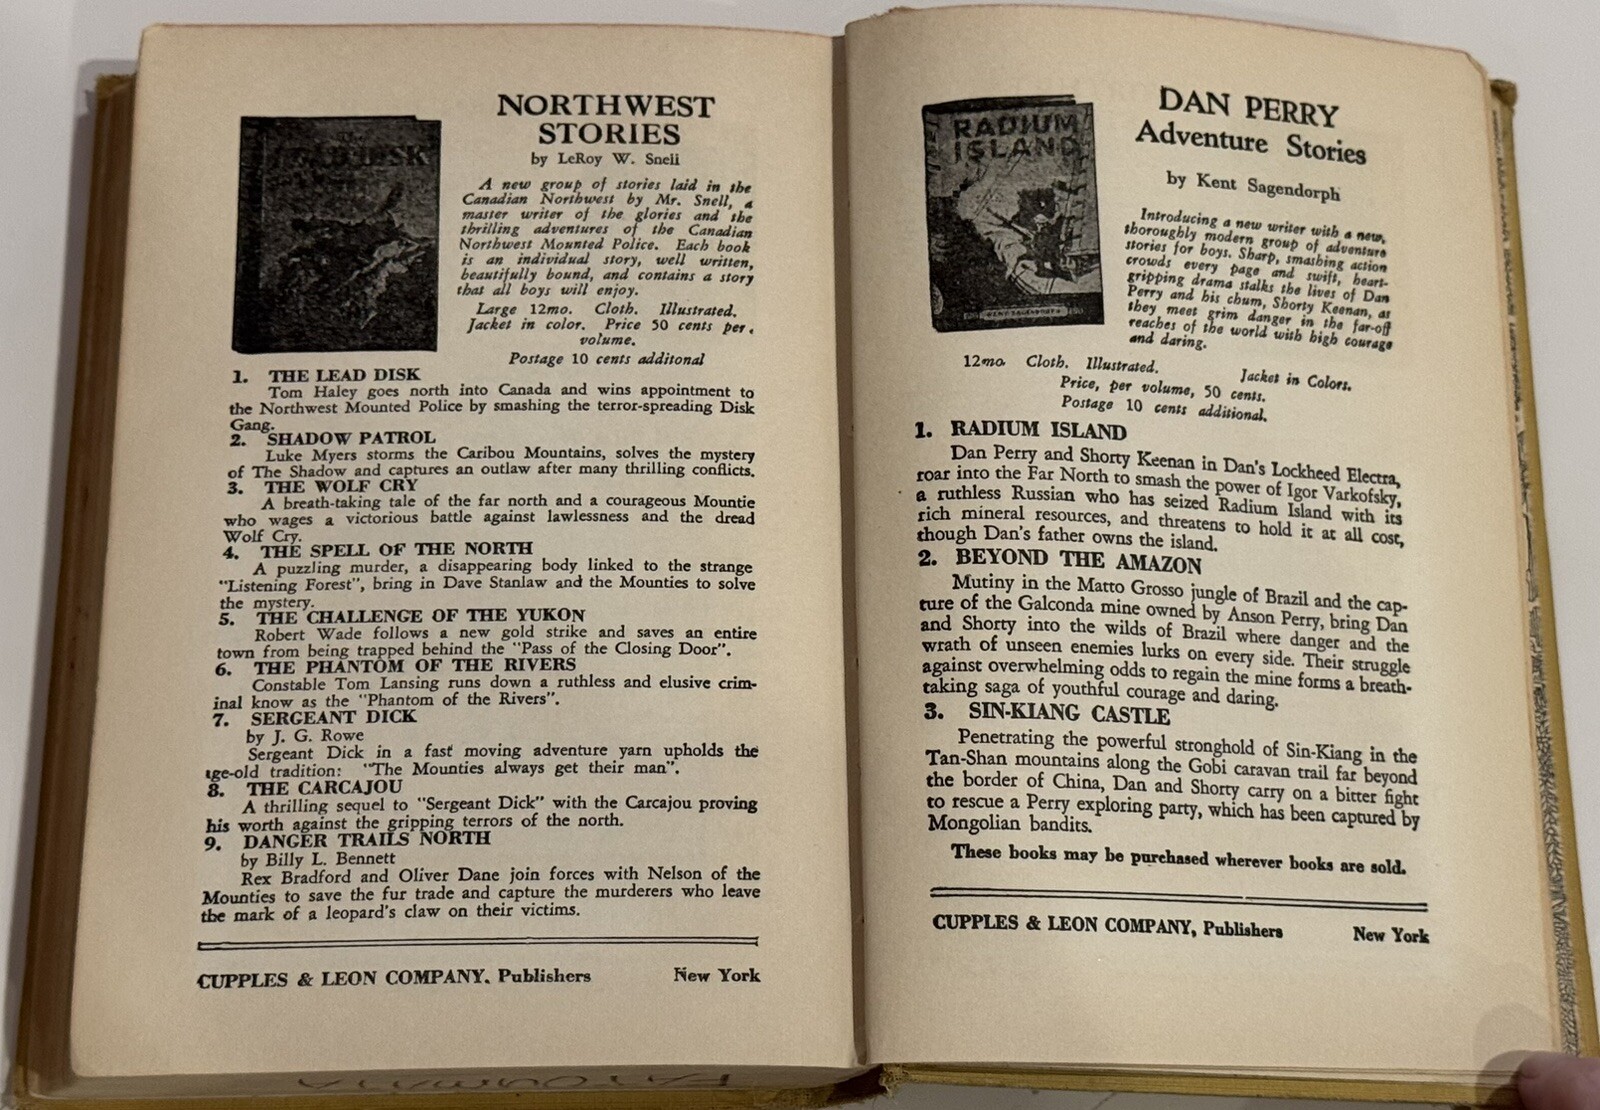 NORTHWEST
STORIES
by LeRoy W. Snell
A new group of stories laid in the
Canadian Northwest by Mr. Snell, a
master writer of the glories and the
thrilling adventures of the Canadian
Northwest Mounted Police. Each book
is an individual story, well written,
beautifully bound, and contains a story
that all boys will enjoy.
Large 12mo. Cloth. Illustrated.
Jacket in color. Price 50 cents per
volume.
Postage 10 cents additonal
1. THE LEAD DISK
Tom Haley goes north into Canada and wins appointment to
the Northwest Mounted Police by smashing the terror-spreading Disk
Gang.
2. SHADOW PATROL
Luke Myers storms the Caribou Mountains, solves the mystery
of The Shadow and captures an outlaw after many thrilling conflicts.
3. THE WOLF CRY
A breath-taking tale of the far north and a courageous Mountie
who wages a victorious battle against lawlessness and the dread
Wolf Cry.
4. THE SPELL OF THE NORTH
A puzzling murder, a disappearing body linked to the strange
"Listening Forest", bring in Dave Stanlaw and the Mounties to solve
the mystery.
5. THE CHALLENGE OF THE YUKON
Robert Wade follows a new gold strike and saves an entire
town from being trapped behind the "Pass of the Closing Door".
6. THE PHANTOM OF THE RIVERS
Constable Tom Lansing runs down a ruthless and elusive crim-
inal know as the "Phantom of the Rivers".
7. SERGEANT DICK
by J. G. Rowe
Sergeant Dick in a fast moving adventure yarn upholds the
age-old tradition: "The Mounties always get their man".
8. THE CARCAJOU
A thrilling sequel to "Sergeant Dick" with the Carcajou proving
his worth against the gripping terrors of the north.
9. DANGER TRAILS NORTH
by Billy L. Bennett
Rex Bradford and Oliver Dane join forces with Nelson of the
Mounties to save the fur trade and capture the murderers who leave
the mark of a leopard's claw on their victims.
CUPPLES & LEON COMPANY, Publishers New York
RADIUM
ISLAND
KENT SAGENDORPH
DAN PERRY
Adventure Stories
by Kent Sagendorph
Introducing a new writer with a new,
thoroughly modern group of adventure
stories for boys. Sharp, smashing action
crowds every page and swift, heart-
gripping drama stalks the lives of Dan
Perry and his chum, Shorty Keenan, as
they meet grim danger in the far-off
reaches of the world with high courage
and daring.
12mo Cloth. Illustrated. Jacket in Colors.
Price, per volume, 50 cents.
Postage 10 cents additional.
1. RADIUM ISLAND
Dan Perry and Shorty Keenan in Dan's Lockheed Electra,
roar into the Far North to smash the power of Igor Varkofsky,
a ruthless Russian who has seized Radium Island with its
rich mineral resources, and threatens to hold it at all cost,
though Dan's father owns the island.
2. BEYOND THE AMAZON
Mutiny in the Matto Grosso jungle of Brazil and the cap-
ture of the Galconda mine owned by Anson Perry, bring Dan
and Shorty into the wilds of Brazil where danger and the
wrath of unseen enemies lurks on every side. Their struggle
against overwhelming odds to regain the mine forms a breath-
taking saga of youthful courage and daring.
3. SIN-KIANG CASTLE
Penetrating the powerful stronghold of Sin-Kiang in the
Tan-Shan mountains along the Gobi caravan trail far beyond
the border of China, Dan and Shorty carry on a bitter fight
to rescue a Perry exploring party, which has been captured by
Mongolian bandits.
These books may be purchased wherever books are sold.
CUPPLES & LEON COMPANY, Publishers New York